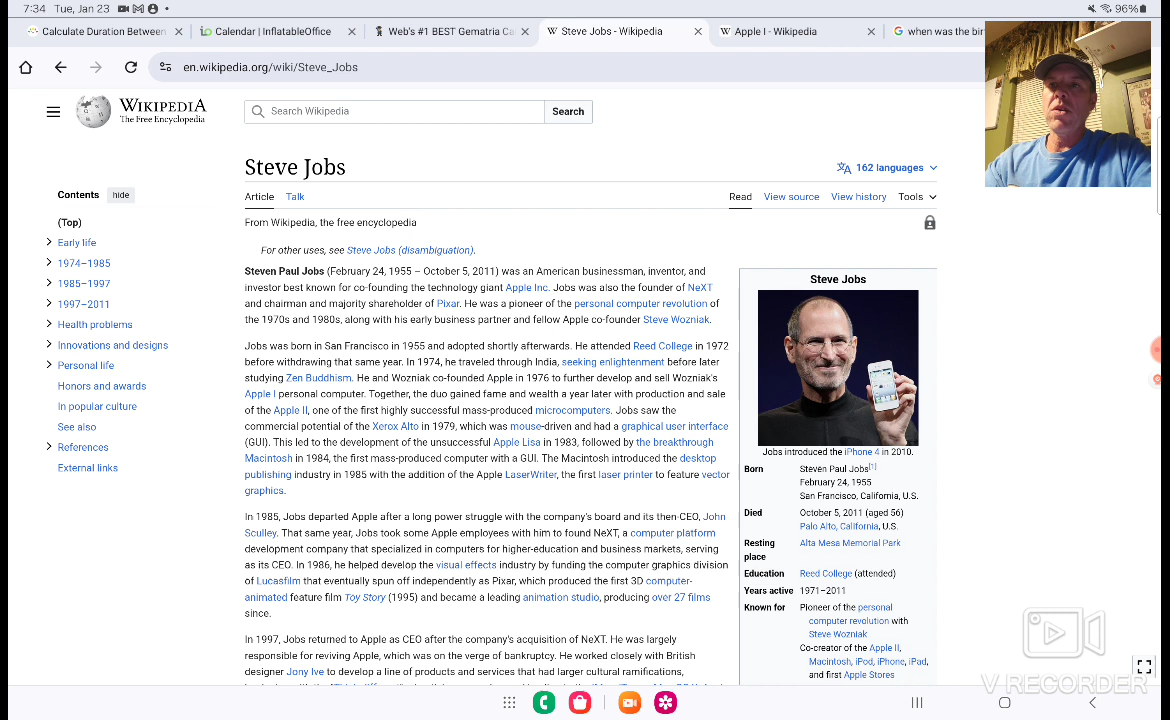 7:34 Tue, Jan 23
96%
Calculate Duration Between
Calendar | InflatableOffice
Web's #1 BEST Gematria Ca
Steve Jobs - Wikipedia
Apple I - Wikipedia
when was the bir
en.wikipedia.org/wiki/Steve_Jobs
WIKIPEDIA
The Free Encyclopedia
Search Wikipedia
Search
Steve Jobs
162 languages
Contents hide
Article Talk
Read View source View history Tools
(Top)
Early life
1974–1985
1985–1997
1997–2011
Health problems
Innovations and designs
Personal life
Honors and awards
In popular culture
See also
References
External links
From Wikipedia, the free encyclopedia
For other uses, see Steve Jobs (disambiguation).
Steven Paul Jobs (February 24, 1955 – October 5, 2011) was an American businessman, inventor, and
investor best known for co-founding the technology giant Apple Inc. Jobs was also the founder of NeXT
and chairman and majority shareholder of Pixar. He was a pioneer of the personal computer revolution of
the 1970s and 1980s, along with his early business partner and fellow Apple co-founder Steve Wozniak.
Jobs was born in San Francisco in 1955 and adopted shortly afterwards. He attended Reed College in 1972
before withdrawing that same year. In 1974, he traveled through India, seeking enlightenment before later
studying Zen Buddhism. He and Wozniak co-founded Apple in 1976 to further develop and sell Wozniak's
Apple I personal computer. Together, the duo gained fame and wealth a year later with production and sale
of the Apple II, one of the first highly successful mass-produced microcomputers. Jobs saw the
commercial potential of the Xerox Alto in 1979, which was mouse-driven and had a graphical user interface
(GUI). This led to the development of the unsuccessful Apple Lisa in 1983, followed by the breakthrough
Macintosh in 1984, the first mass-produced computer with a GUI. The Macintosh introduced the desktop
publishing industry in 1985 with the addition of the Apple LaserWriter, the first laser printer to feature vector
graphics.
In 1985, Jobs departed Apple after a long power struggle with the company's board and its then-CEO, John
Sculley. That same year, Jobs took some Apple employees with him to found NeXT, a computer platform
development company that specialized in computers for higher-education and business markets, serving
as its CEO. In 1986, he helped develop the visual effects industry by funding the computer graphics division
of Lucasfilm that eventually spun off independently as Pixar, which produced the first 3D computer-
animated feature film Toy Story (1995) and became a leading animation studio, producing over 27 films
since.
In 1997, Jobs returned to Apple as CEO after the company's acquisition of NeXT. He was largely
responsible for reviving Apple, which was on the verge of bankruptcy. He worked closely with British
designer Jony Ive to develop a line of products and services that had larger cultural ramifications,
Steve Jobs
Jobs introduced the iPhone 4 in 2010.
Born Steven Paul Jobs[1]
February 24, 1955
San Francisco, California, U.S.
Died October 5, 2011 (aged 56)
Palo Alto, California, U.S.
Resting place Alta Mesa Memorial Park
Education Reed College (attended)
Years active 1971–2011
Known for Pioneer of the personal
computer revolution with
Steve Wozniak
Co-creator of the Apple II,
Macintosh, iPod, iPhone, iPad,
and first Apple Stores
V RECORDER